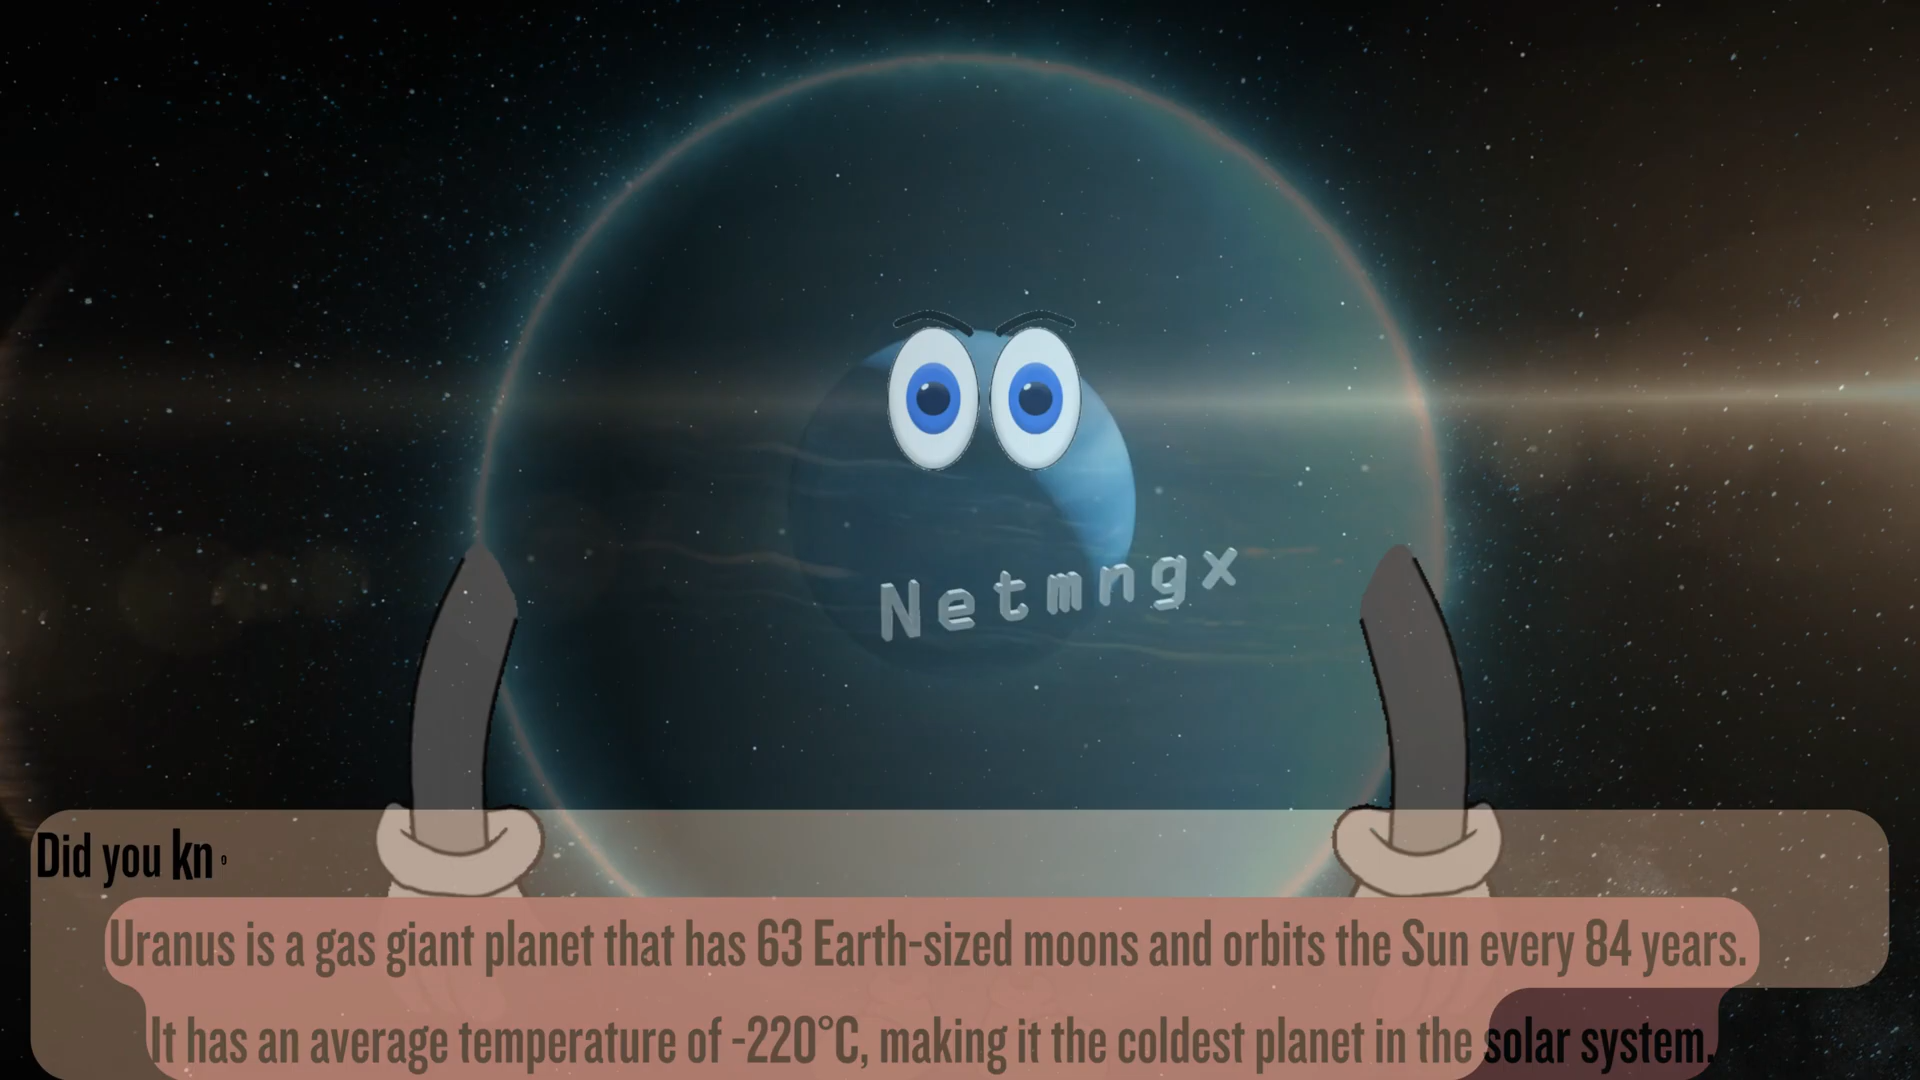 Netmngx
Did you kno
Uranus is a gas giant planet that has 63 Earth-sized moons and orbits the Sun every 84 years.
It has an average temperature of -220°C, making it the coldest planet in the solar system.